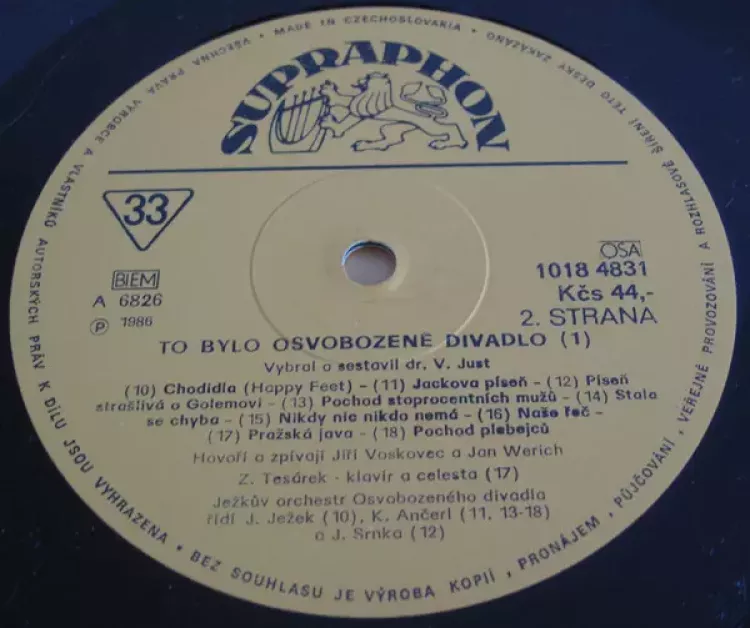 SUPRAPHON
33
BIEM
A 6826
Ⓟ 1986
OSA
1018 4831
Kčs 44,-
2. STRANA
TO BYLO OSVOBOZENÉ DIVADLO (1)
Vybral a sestavil dr. V. Just
(10) Chodidla (Happy Feet) - (11) Jackova píseň - (12) Píseň
strašlivá o Golemovi - (13) Pochod stoprocentních mužů - (14) Stala
se chyba - (15) Nikdy nic nikdo nemá - (16) Naše řeč -
(17) Pražská java - (18) Pochod plebejců
Hovoří a zpívají Jiří Voskovec a Jan Werich
Z. Tesárek - klavír a celesta (17)
Ježkův orchestr Osvobozeného divadla
řídí J. Ježek (10), K. Ančerl (11, 13-18)
a J. Srnka (12)
MADE IN CZECHOSLOVAKIA • VŠECHNA PRÁVA VÝROBCE A VLASTNÍKŮ AUTORSKÝCH PRÁV K DÍLU JSOU VYHRAZENA • BEZ SOUHLASU JE VÝROBA KOPIÍ, PRONÁJEM, PŮJČOVÁNÍ, VEŘEJNÉ PROVOZOVÁNÍ A ROZHLASOVÉ ŠÍŘENÍ TÉTO DESKY ZAKÁZÁNO •